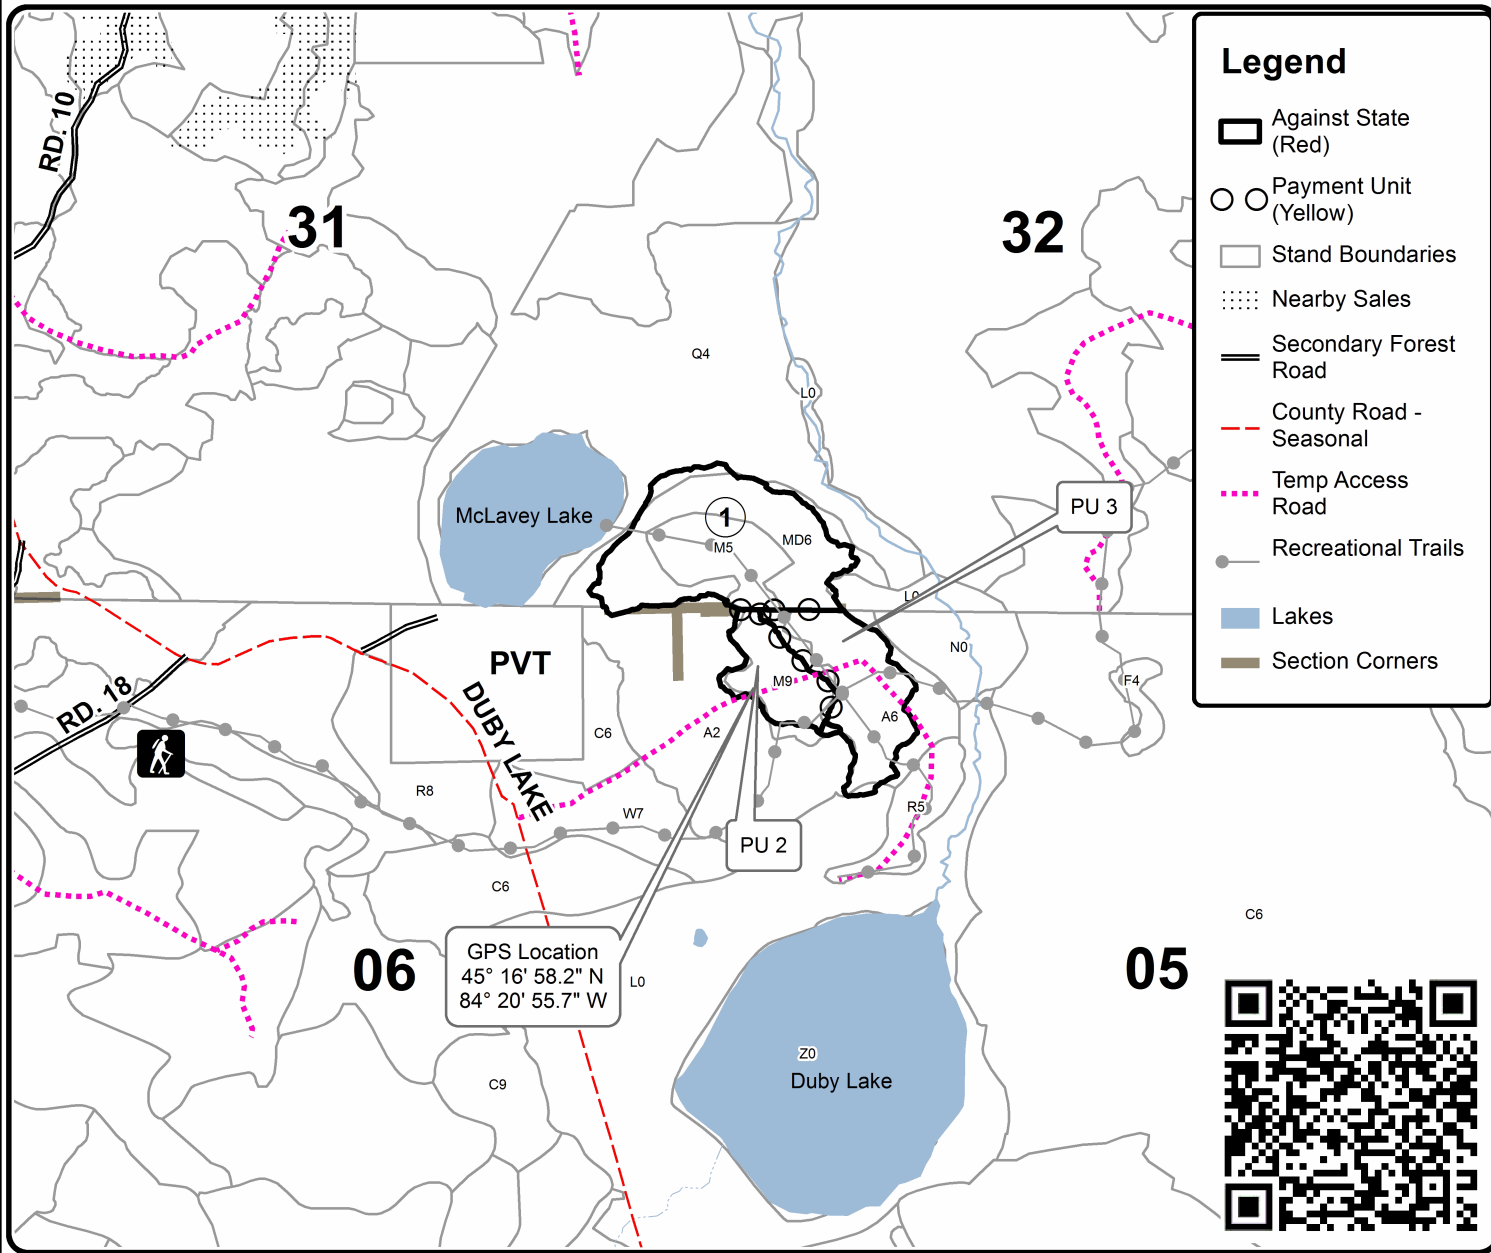 Legend
Against State
(Red)
Payment Unit
(Yellow)
Stand Boundaries
Nearby Sales
Secondary Forest
Road
County Road -
Seasonal
Temp Access
Road
Recreational Trails
Lakes
Section Corners
RD. 10
31
32
Q4
L0
McLavey Lake
1
M5
MD6
PU 3
L0
N0
PVT
RD. 18
DUBY LAKE
C6
A2
M9
A6
F4
R8
W7
R5
PU 2
C6
C6
06
GPS Location
45° 16' 58.2" N
84° 20' 55.7" W
L0
05
Z0
Duby Lake
C9